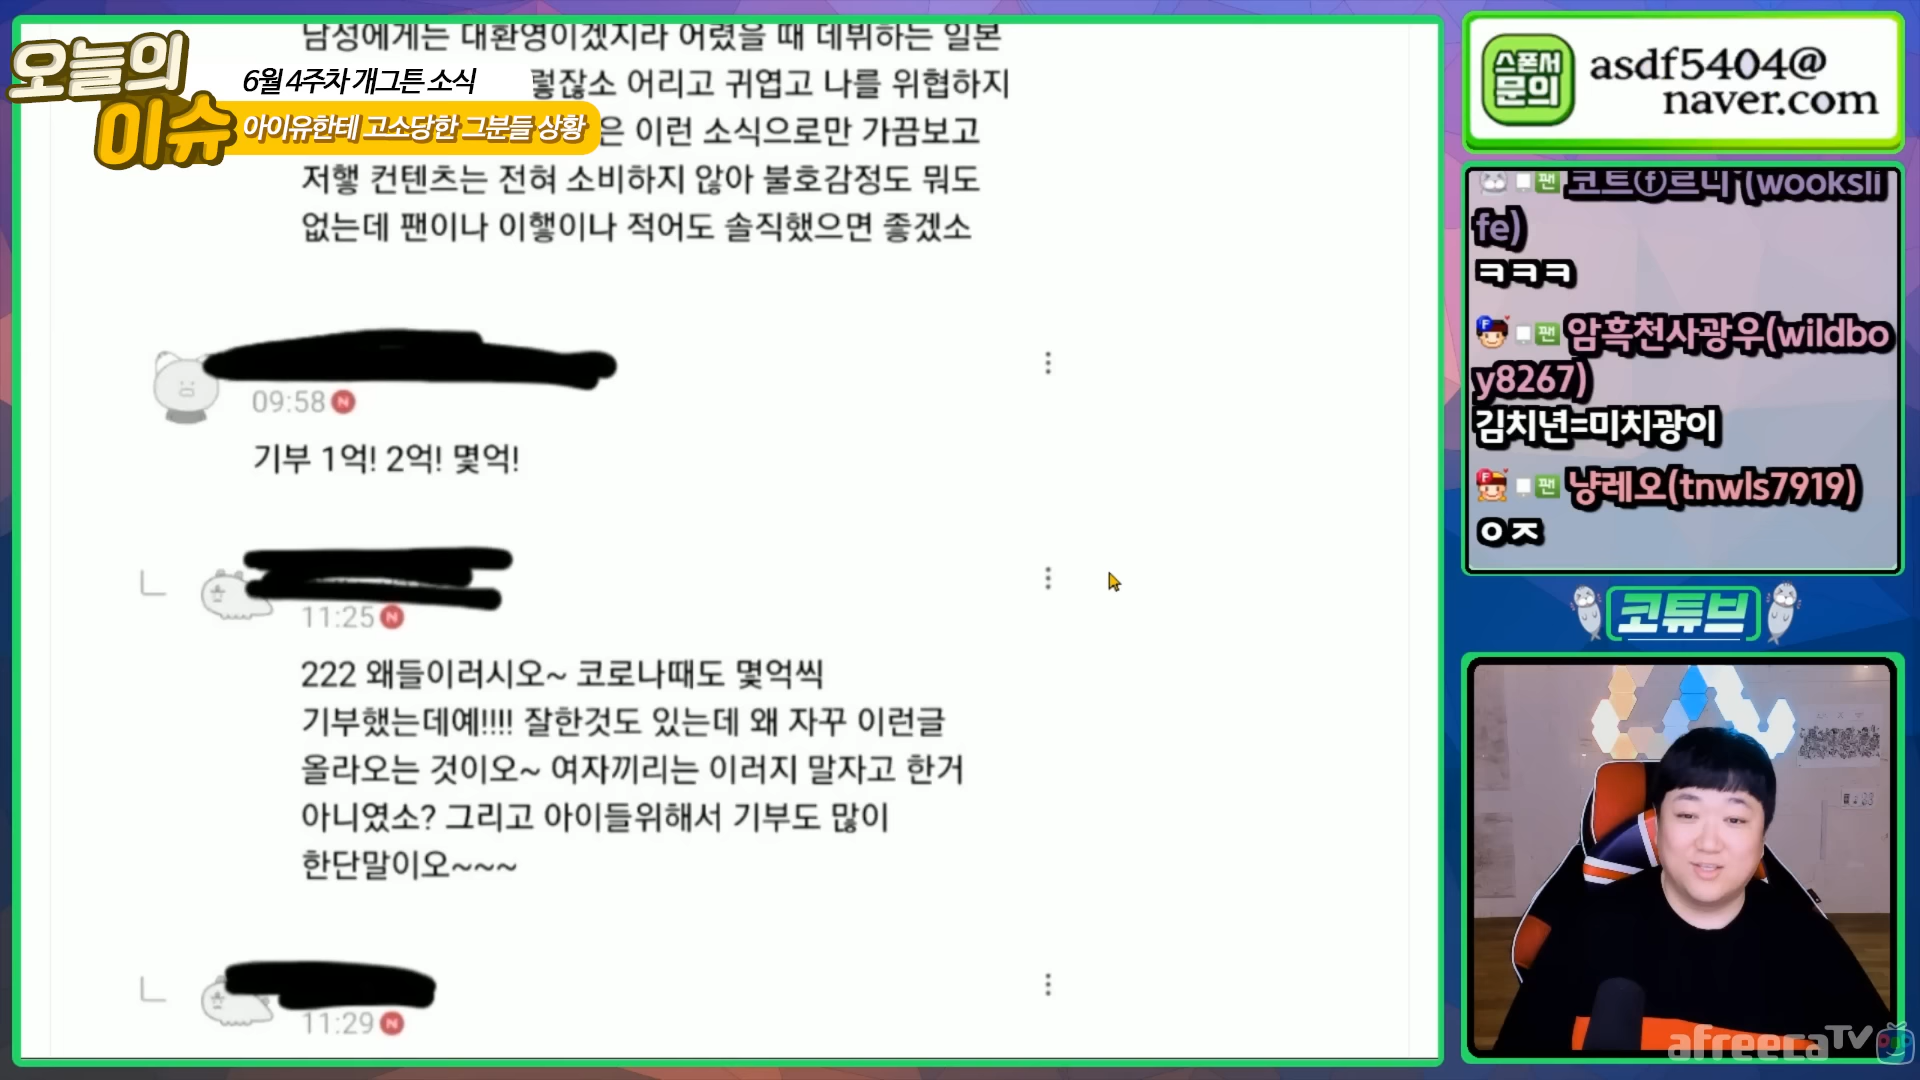 오늘의
이슈
6월 4주차 개그튼 소식
아이유한테 고소당한 그분들 상황
남성에게는 대환영이겠지라 어렸을 때 데뷔하는 일본
렇잖소 어리고 귀엽고 나를 위협하지
은 이런 소식으로만 가끔보고
저햏 컨텐츠는 전혀 소비하지 않아 불호감정도 뭐도
없는데 팬이나 이햏이나 적어도 솔직했으면 좋겠소
09:58 N
기부 1억! 2억! 몇억!
11:25 N
222 왜들이러시오~ 코로나때도 몇억씩
기부했는데예!!!! 잘한것도 있는데 왜 자꾸 이런글
올라오는 것이오~ 여자끼리는 이러지 말자고 한거
아니였소? 그리고 아이들위해서 기부도 많이
한단말이오~~~
11:29 N
스폰서
문의
asdf5404@
naver.com
팬 코트ⓕ르니 (wooksli
fe)
ㅋㅋㅋ
F 팬 암흑천사광우(wildbo
y8267)
김치년=미치광이
F 팬 냥레오(tnwls7919)
ㅇㅈ
코튜브
afreecaTV